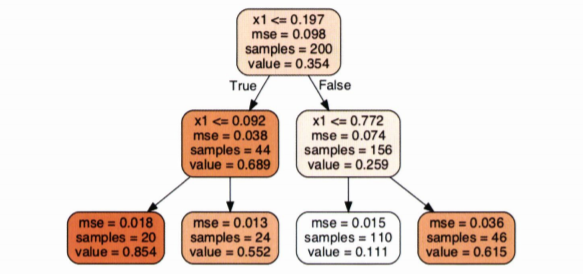 x1 <= 0.197
mse = 0.098
samples = 200
value = 0.354
True
False
x1 <= 0.092
mse = 0.038
samples = 44
value = 0.689
x1 <= 0.772
mse = 0.074
samples = 156
value = 0.259
mse = 0.018
samples = 20
value = 0.854
mse = 0.013
samples = 24
value = 0.552
mse = 0.015
samples = 110
value = 0.111
mse = 0.036
samples = 46
value = 0.615